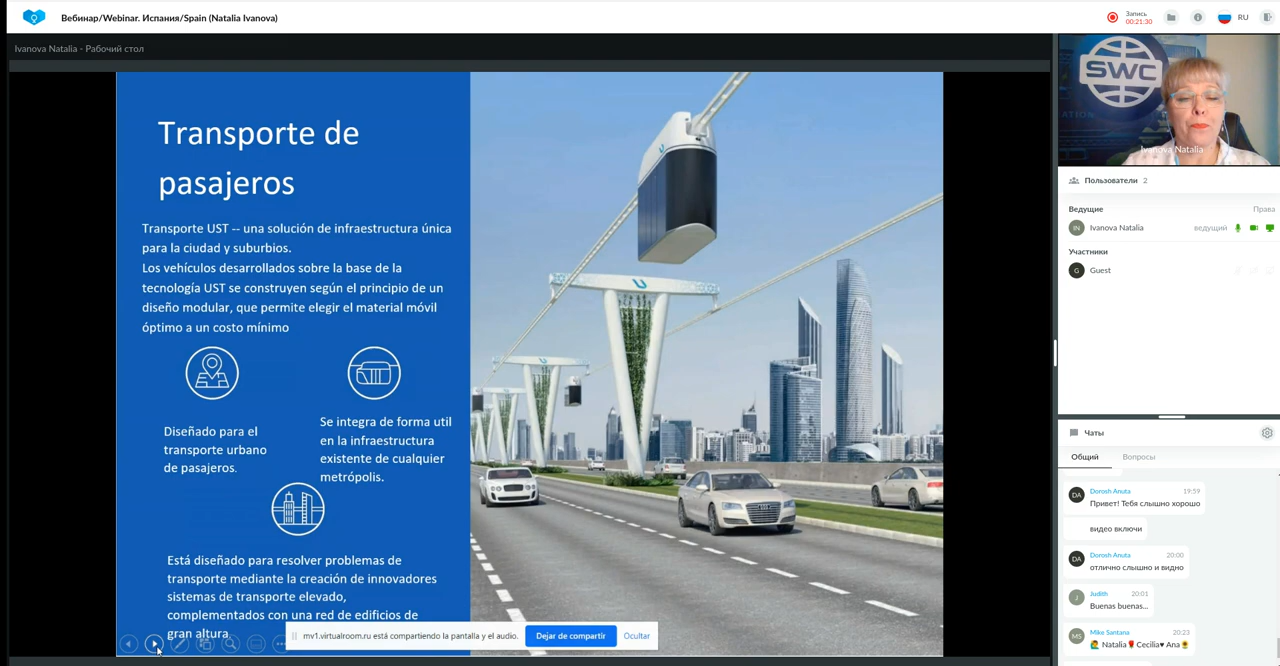 Вебинар/Webinar. Испания/Spain (Natalia Ivanova)
Запись
00:21:30
RU
Ivanova Natalia - Рабочий стол
Transporte de
pasajeros
Transporte UST -- una solución de infraestructura única
para la ciudad y suburbios.
Los vehículos desarrollados sobre la base de la
tecnología UST se construyen según el principio de un
diseño modular, que permite elegir el material móvil
óptimo a un costo mínimo
Diseñado para el
transporte urbano
de pasajeros.
Se integra de forma util
en la infraestructura
existente de cualquier
metrópolis.
Está diseñado para resolver problemas de
transporte mediante la creación de innovadores
sistemas de transporte elevado,
complementados con una red de edificios de
gran altura.
mv1.virtualroom.ru está compartiendo la pantalla y el audio.
Dejar de compartir
Ocultar
SWC
Ivanova Natalia
Пользователи 2
Ведущие
Права
IN
Ivanova Natalia
ведущий
Участники
G
Guest
Чаты
Общий
Вопросы
DA
Dorosh Anuta 19:59
Привет! Тебя слышно хорошо
видео включи
DA
Dorosh Anuta 20:00
отлично слышно и видно
J
Judith 20:01
Buenas buenas...
MS
Mike Santana 20:23
🙋‍♂️ Natalia🌹Cecilia♥ Ana🌻